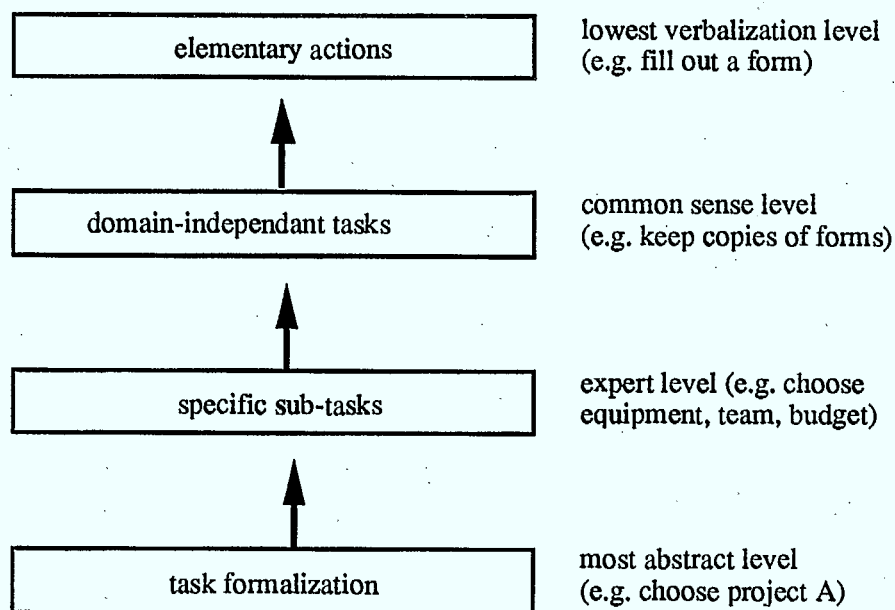 elementary actions
lowest verbalization level
(e.g. fill out a form)
domain-independant tasks
common sense level
(e.g. keep copies of forms)
specific sub-tasks
expert level (e.g. choose
equipment, team, budget)
task formalization
most abstract level
(e.g. choose project A)